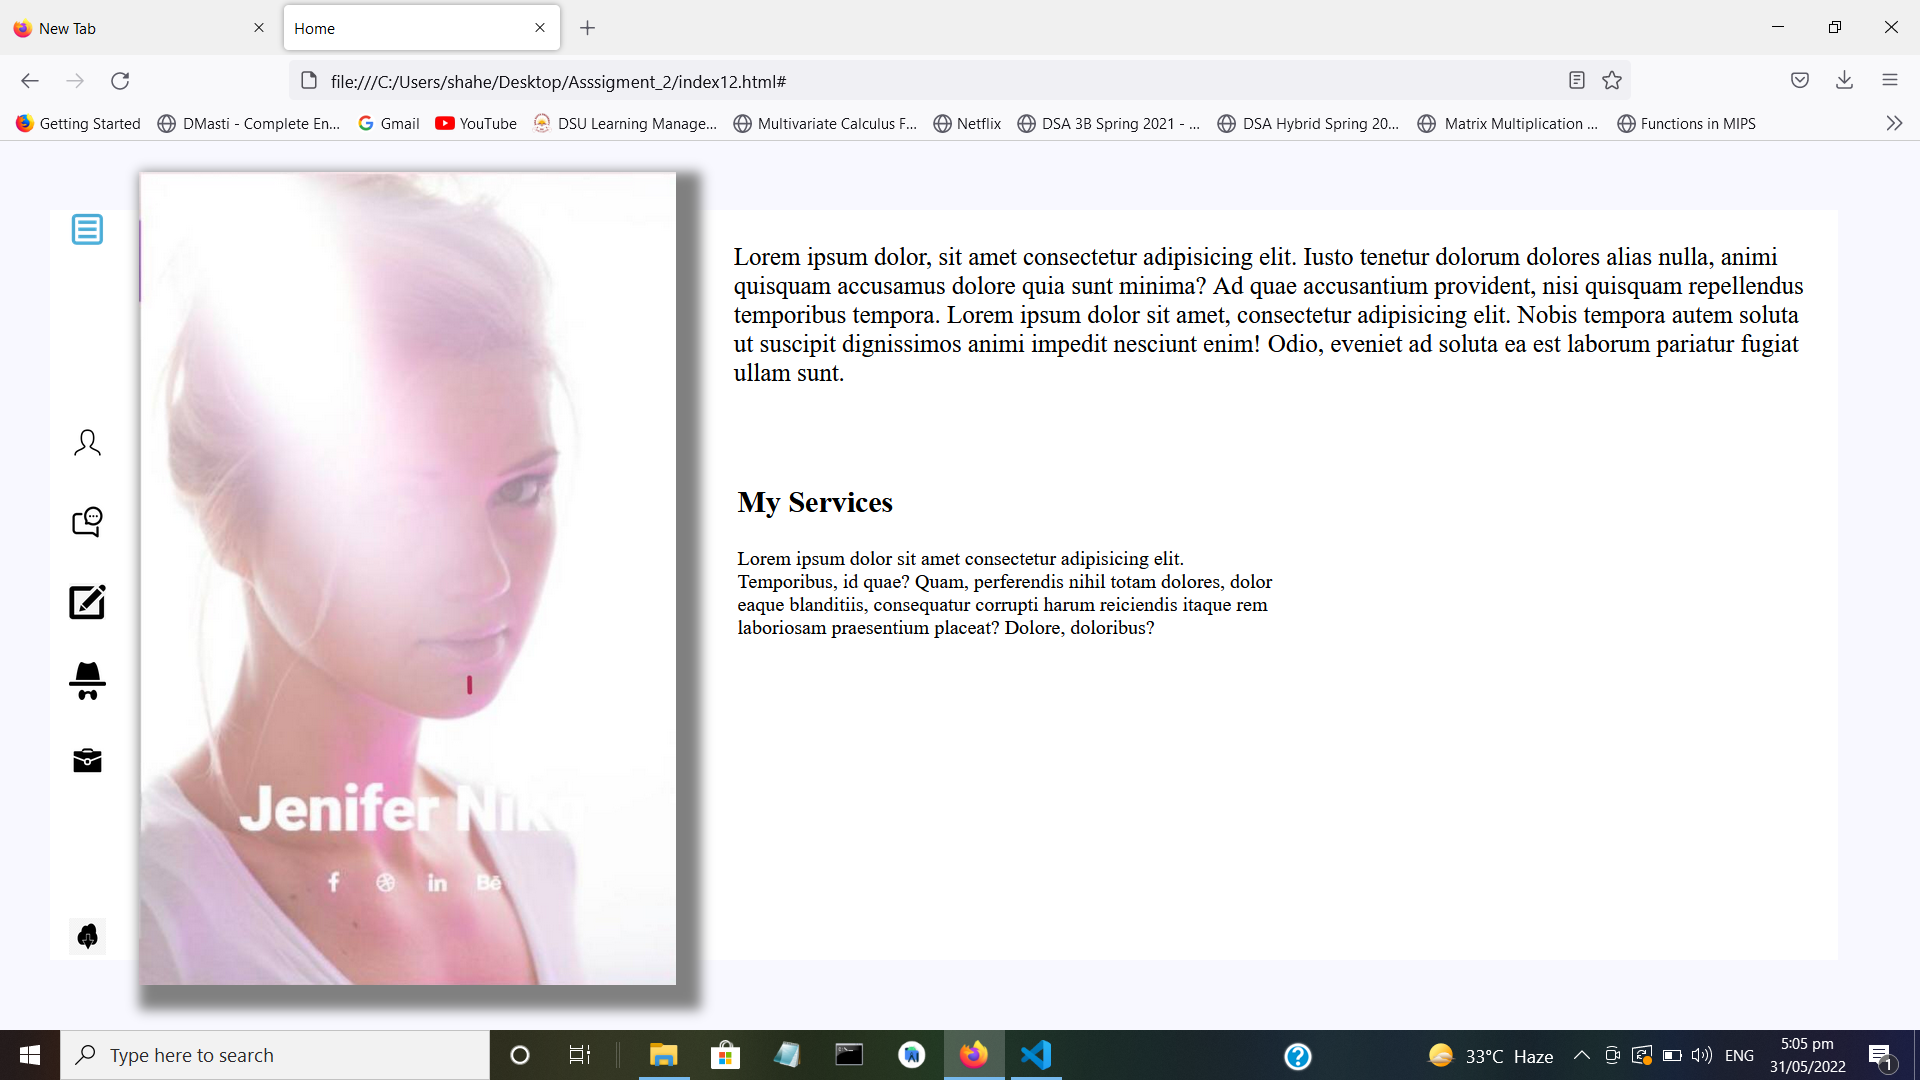 New Tab
Home
file:///C:/Users/shahe/Desktop/Asssigment_2/index12.html#
Getting Started
DMasti - Complete En...
Gmail
YouTube
DSU Learning Manage...
Multivariate Calculus F...
Netflix
DSA 3B Spring 2021 - ...
DSA Hybrid Spring 20...
Matrix Multiplication ...
Functions in MIPS
Lorem ipsum dolor, sit amet consectetur adipisicing elit. Iusto tenetur dolorum dolores alias nulla, animi
quisquam accusamus dolore quia sunt minima? Ad quae accusantium provident, nisi quisquam repellendus
temporibus tempora. Lorem ipsum dolor sit amet, consectetur adipisicing elit. Nobis tempora autem soluta
ut suscipit dignissimos animi impedit nesciunt enim! Odio, eveniet ad soluta ea est laborum pariatur fugiat
ullam sunt.
My Services
Lorem ipsum dolor sit amet consectetur adipisicing elit.
Temporibus, id quae? Quam, perferendis nihil totam dolores, dolor
eaque blanditiis, consequatur corrupti harum reiciendis itaque rem
laboriosam praesentium placeat? Dolore, doloribus?
Jenifer
f in Bē
Type here to search
33°C Haze
ENG
5:05 pm
31/05/2022
1